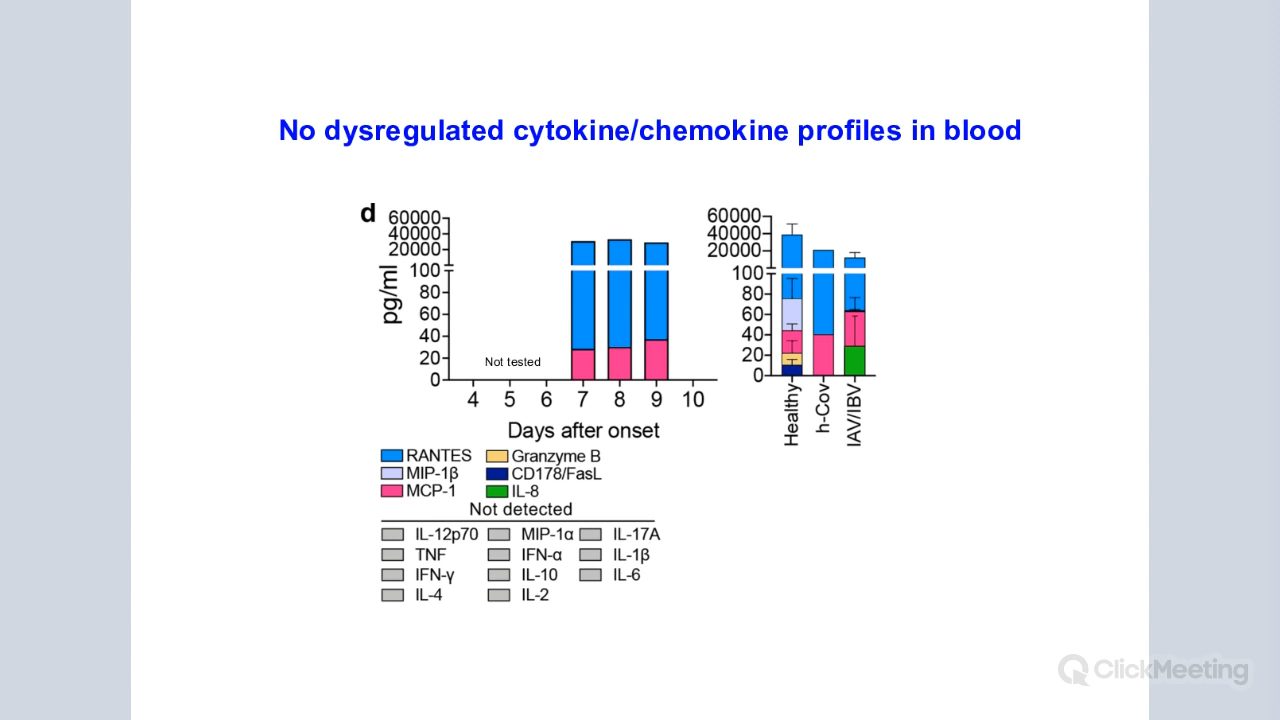 No dysregulated cytokine/chemokine profiles in blood
d
60000
40000
20000
100
80
60
40
20
0
pg/ml
Not tested
4 5 6 7 8 9 10
Days after onset
60000
40000
20000
100
80
60
40
20
0
Healthy
h-Cov
IAV/IBV
RANTES Granzyme B
MIP-1β CD178/FasL
MCP-1 IL-8
Not detected
IL-12p70 MIP-1α IL-17A
TNF IFN-α IL-1β
IFN-γ IL-10 IL-6
IL-4 IL-2
ClickMeeting